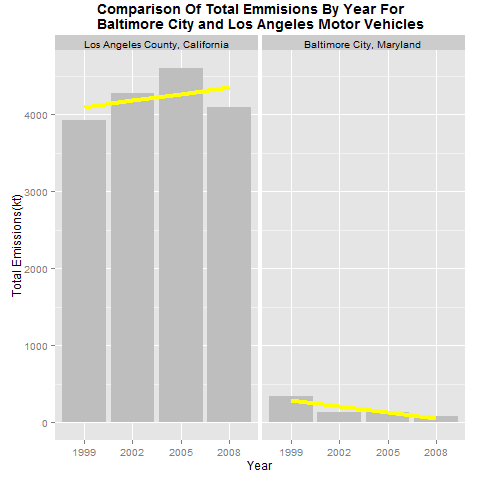 Comparison Of Total Emmisions By Year For
Baltimore City and Los Angeles Motor Vehicles
Los Angeles County, California
Baltimore City, Maryland
Total Emissions(kt)
4000
3000
2000
1000
0
1999 2002 2005 2008
1999 2002 2005 2008
Year